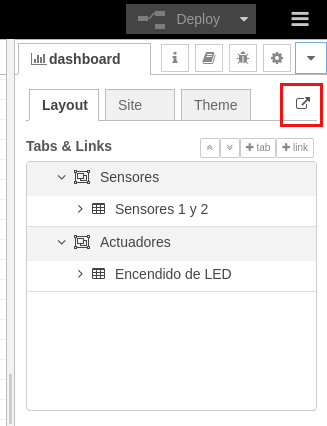 Deploy
dashboard
Layout Site Theme
Tabs & Links + tab + link
Sensores
Sensores 1 y 2
Actuadores
Encendido de LED